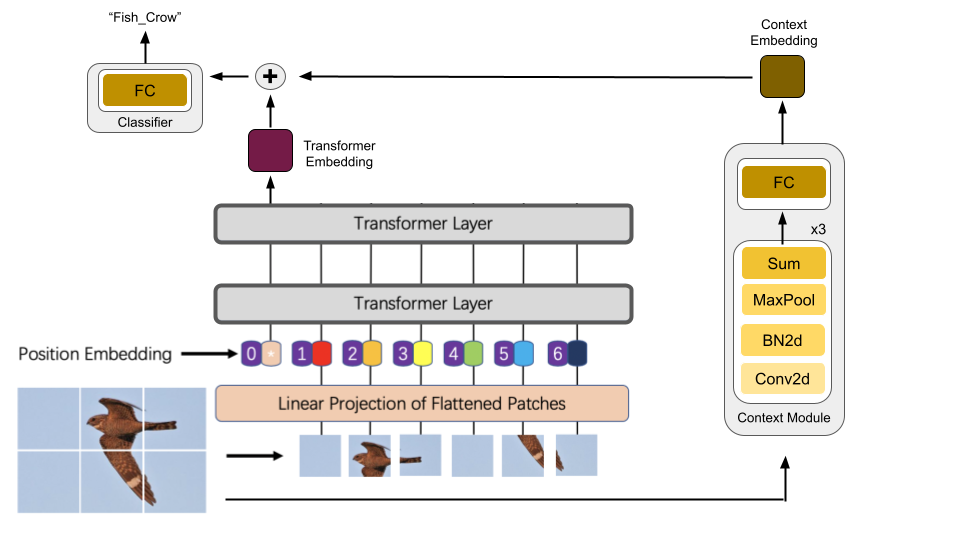 “Fish_Crow”
FC
Classifier
+
Transformer
Embedding
Context
Embedding
FC
x3
Sum
MaxPool
BN2d
Conv2d
Context Module
Transformer Layer
Transformer Layer
Position Embedding
0 * 1 2 3 4 5 6
Linear Projection of Flattened Patches